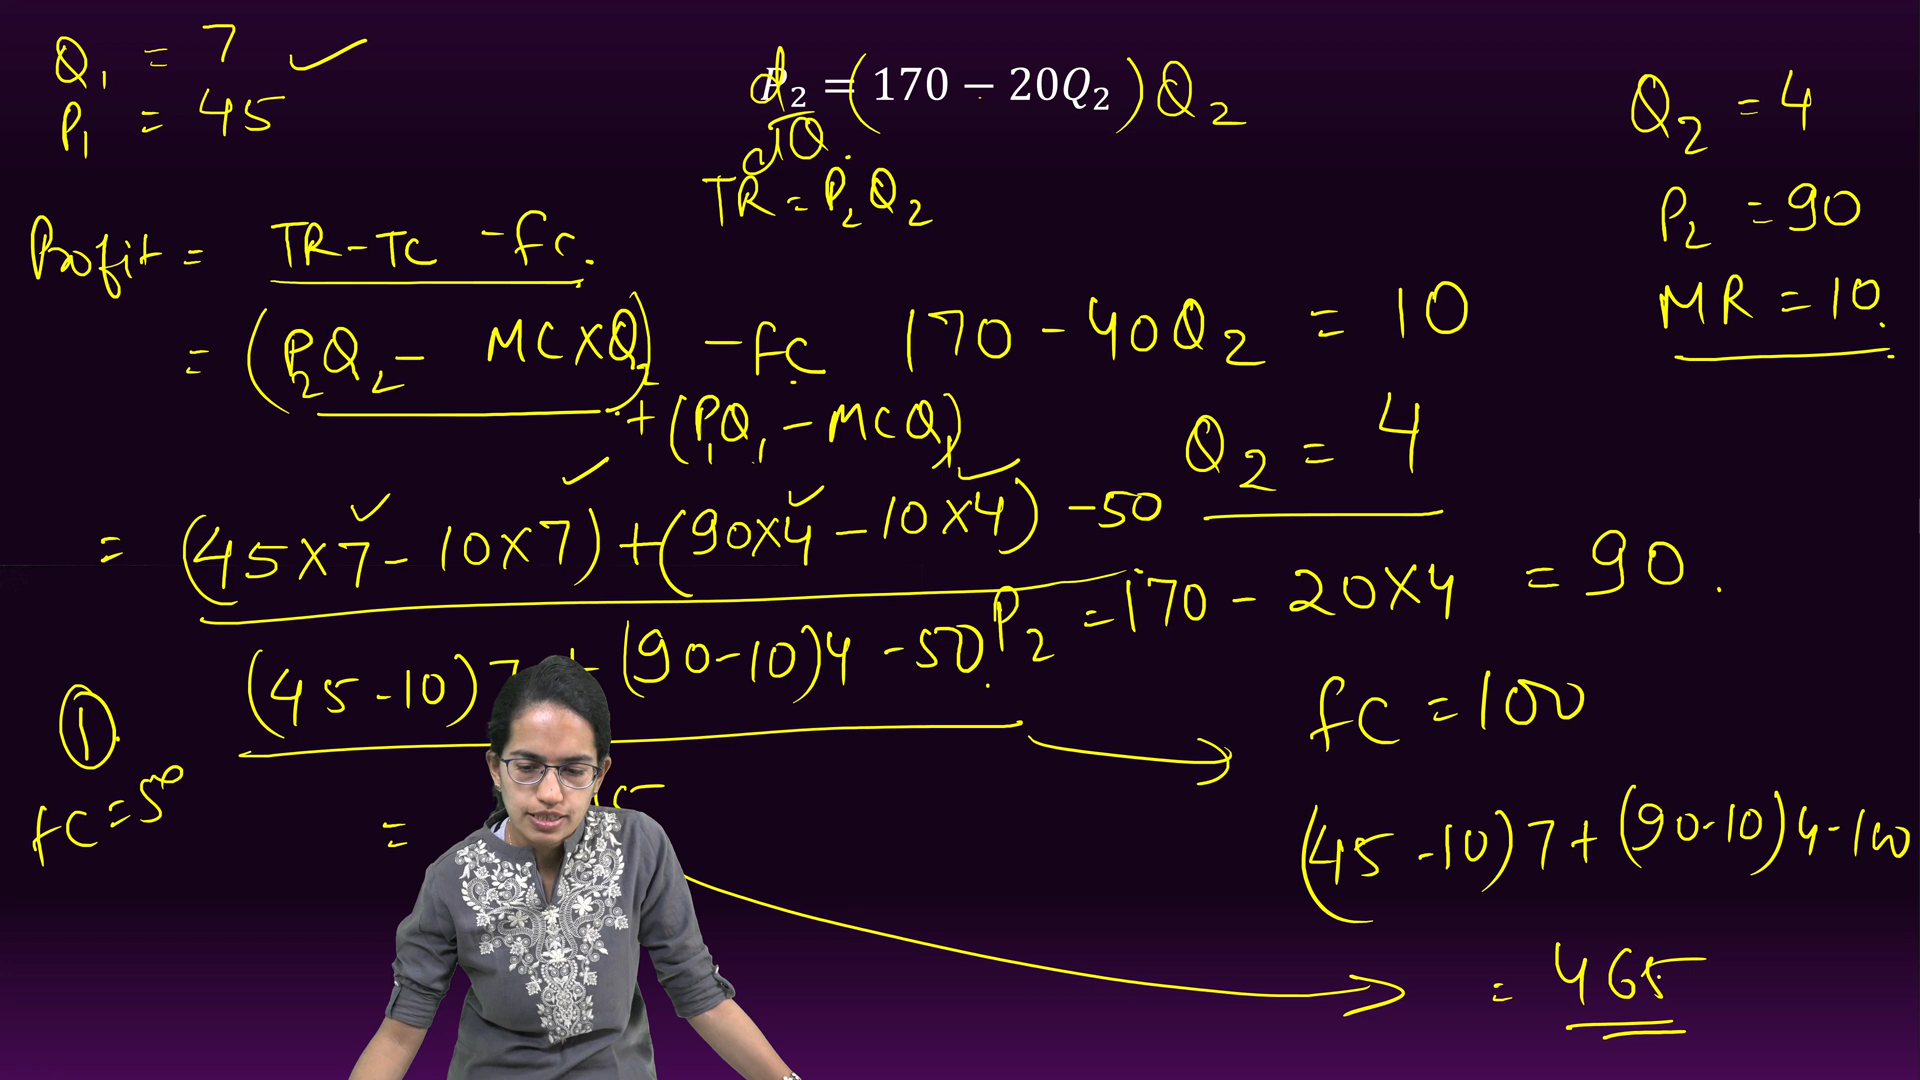 Q₁ = 7 ✓
P₁ = 45
P₂ = (170 − 20Q₂) Q₂
d/dQ
TR = P₂Q₂
Q₂ = 4
P₂ = 90
MR = 10.
Profit = TR - TC - fc.
= (P₂Q₂ - MC×Q₂) - fc
+ (P₁Q₁ - MCQ₁)
170 - 40Q₂ = 10
Q₂ = 4
= (45×7 - 10×7) + (90×4 - 10×4) - 50
P₂ = 170 - 20×4 = 90.
(45-10)7 + (90-10)4 - 50.
①
fC = 50
=
fC = 100
(45-10)7 + (90-10)4-100
= 465